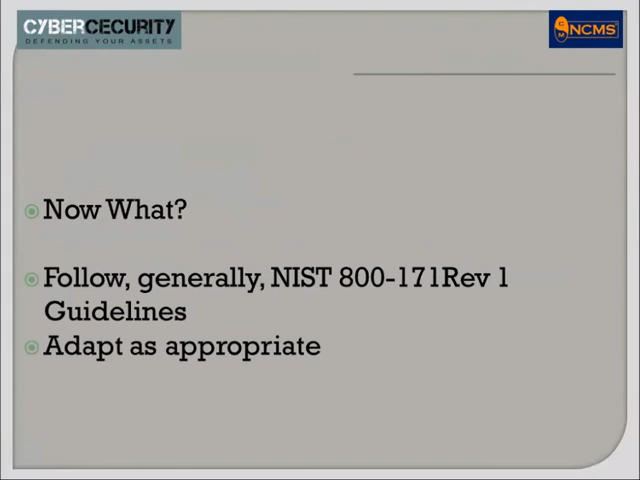 CYBERCECURITY
DEFENDING YOUR ASSETS
NCMS
Now What?
Follow, generally, NIST 800-171Rev 1
Guidelines
Adapt as appropriate